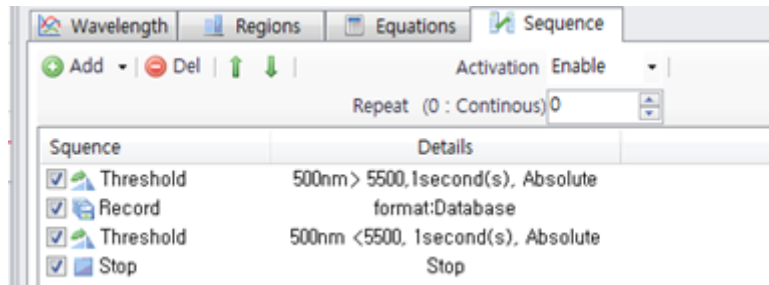 Wavelength Regions Equations Sequence
Add Del Activation Enable
Repeat (0 : Continous) 0
Squence Details
Threshold 500nm> 5500,1second(s), Absolute
Record format:Database
Threshold 500nm <5500, 1second(s), Absolute
Stop Stop